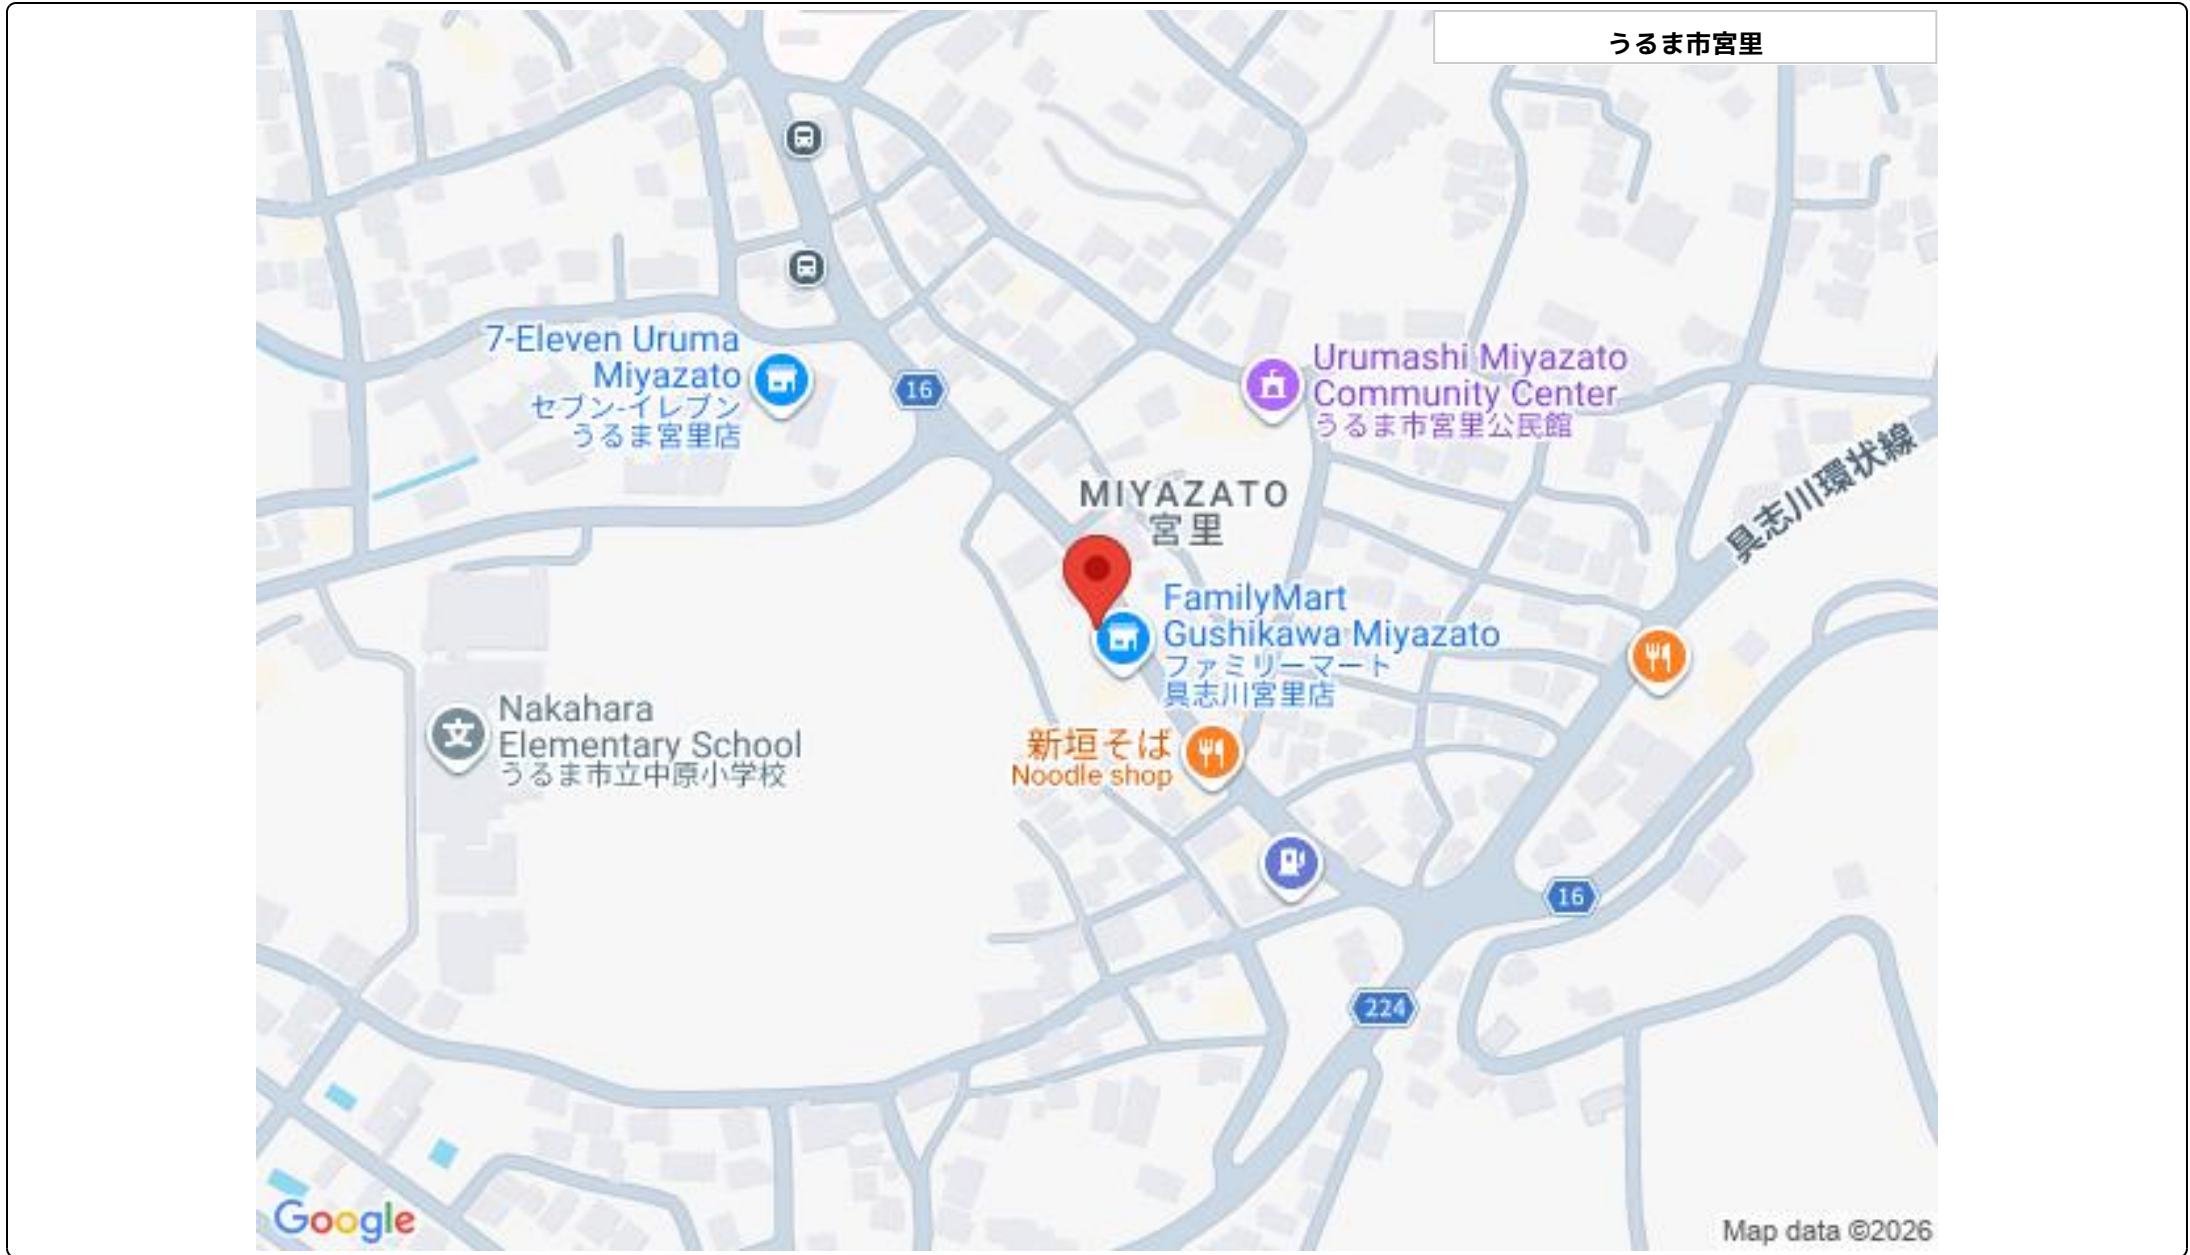 うるま市宮里
7-Eleven Uruma
Miyazato
セブン-イレブン
うるま宮里店
16
Urumashi Miyazato
Community Center
うるま市宮里公民館
具志川環状線
MIYAZATO
宮里
FamilyMart
Gushikawa Miyazato
ファミリーマート
具志川宮里店
Nakahara
Elementary School
うるま市立中原小学校
文
新垣そば
Noodle shop
16
224
Google
Map data ©2026